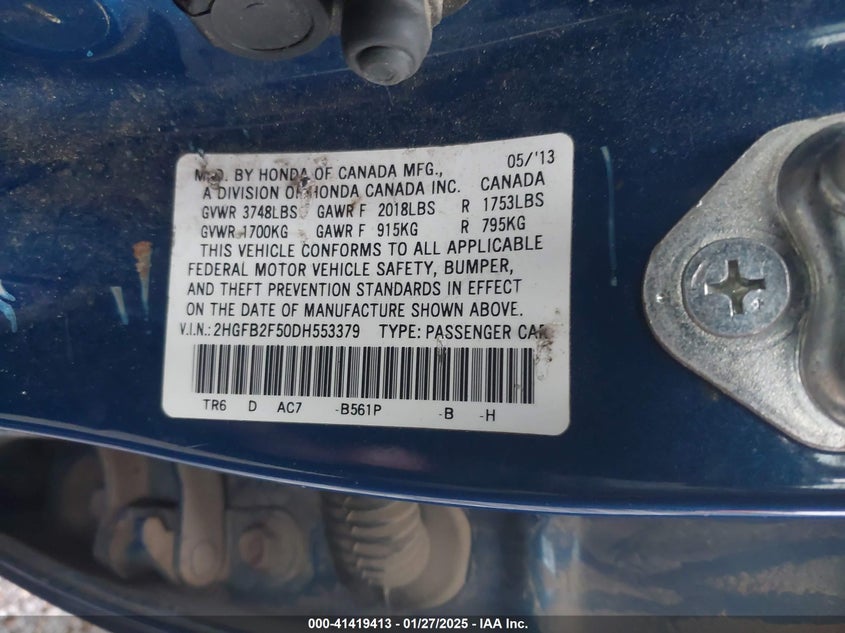 MFD. BY HONDA OF CANADA MFG., 05/'13
A DIVISION OF HONDA CANADA INC. CANADA
GVWR 3748LBS GAWR F 2018LBS R 1753LBS
GVWR 1700KG GAWR F 915KG R 795KG
THIS VEHICLE CONFORMS TO ALL APPLICABLE
FEDERAL MOTOR VEHICLE SAFETY, BUMPER,
AND THEFT PREVENTION STANDARDS IN EFFECT
ON THE DATE OF MANUFACTURE SHOWN ABOVE.
V.I.N.: 2HGFB2F50DH553379 TYPE: PASSENGER CAR
TR6 D AC7 -B561P -B -H
000-41419413 - 01/27/2025 - IAA Inc.